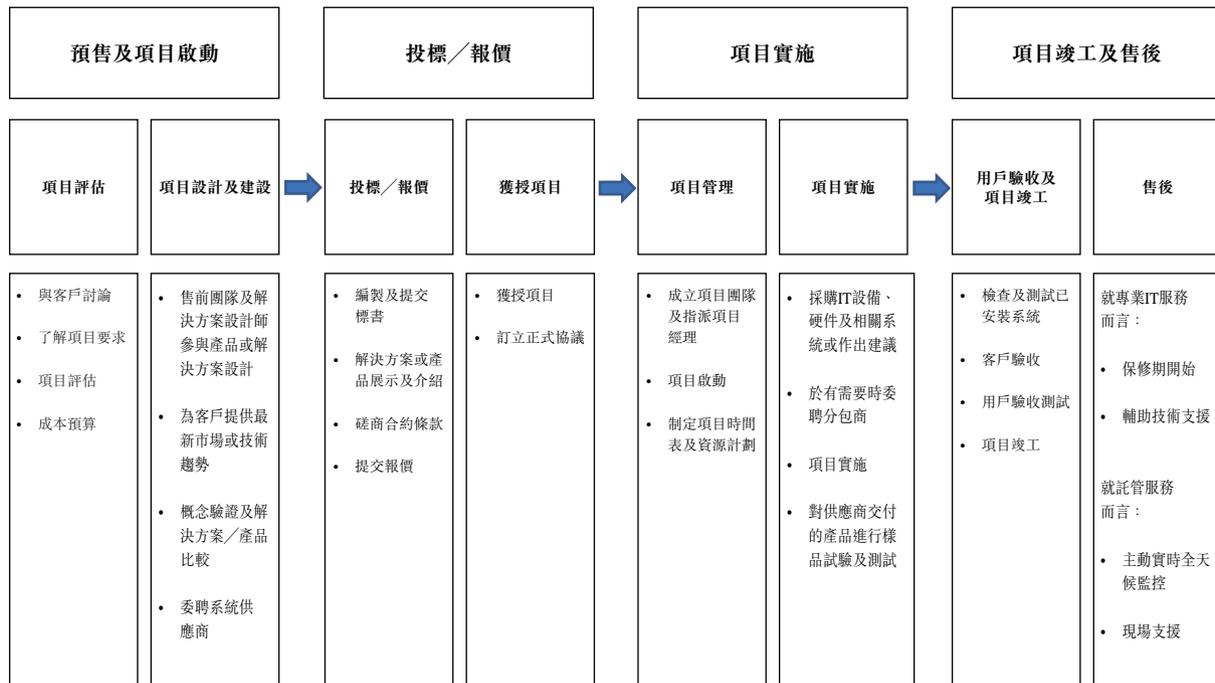 預售及項目啟動
投標／報價
項目實施
項目竣工及售後
項目評估
項目設計及建設
投標／報價
獲授項目
項目管理
項目實施
用戶驗收及
項目竣工
售後
• 與客戶討論
• 了解項目要求
• 項目評估
• 成本預算
• 售前團隊及解
決方案設計師
參與產品或解
決方案設計
• 為客戶提供最
新市場或技術
趨勢
• 概念驗證及解
決方案／產品
比較
• 委聘系統供
應商
• 編製及提交
標書
• 解決方案或產
品展示及介紹
• 磋商合約條款
• 提交報價
• 獲授項目
• 訂立正式協議
• 成立項目團隊
及指派項目
經理
• 項目啟動
• 制定項目時間
表及資源計劃
• 採購IT設備、
硬件及相關系
統或作出建議
• 於有需要時委
聘分包商
• 項目實施
• 對供應商交付
的產品進行樣
品試驗及測試
• 檢查及測試已
安裝系統
• 客戶驗收
• 用戶驗收測試
• 項目竣工
就專業IT服務
而言：
• 保修期開始
• 輔助技術支援
就託管服務
而言：
• 主動實時全天
候監控
• 現場支援